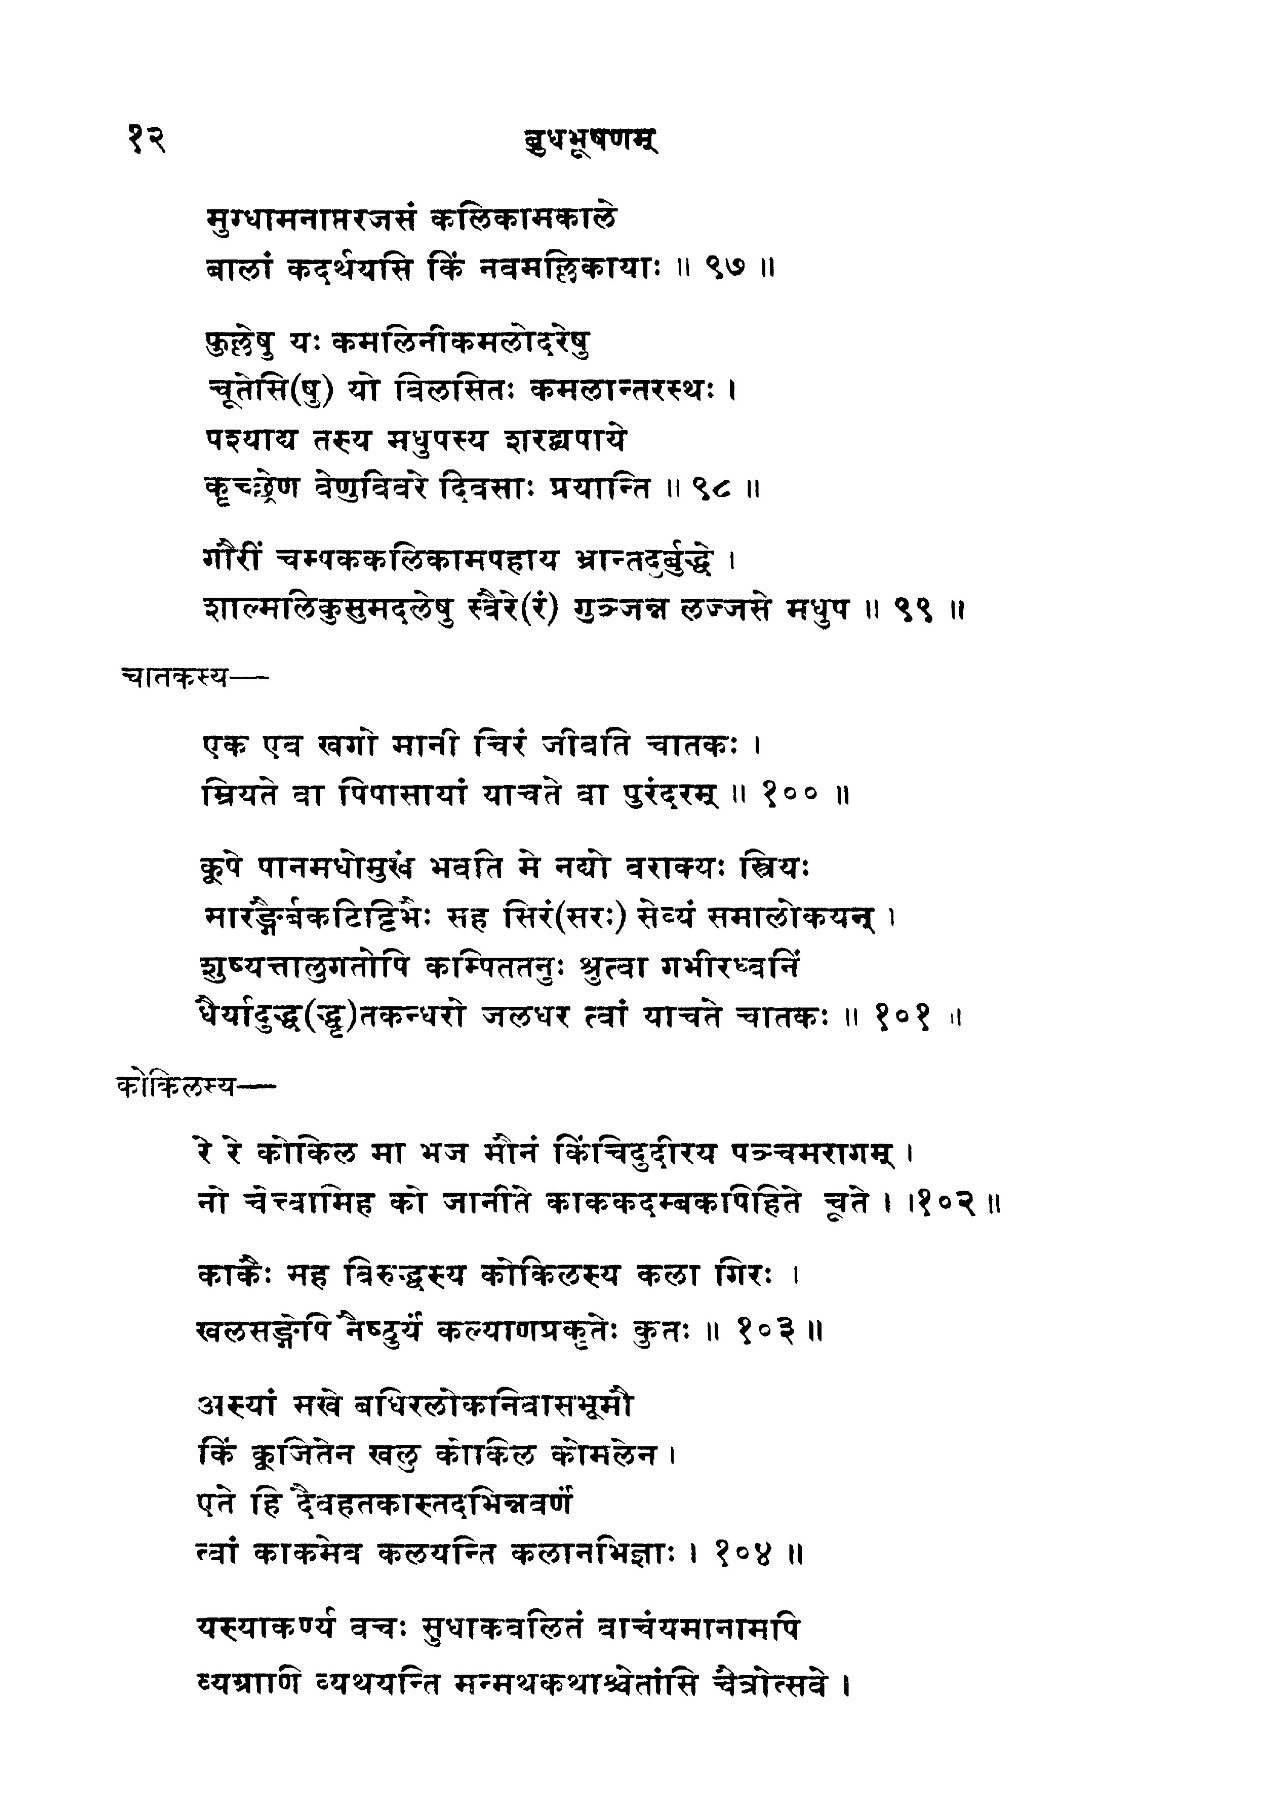 १२ बुधभूषणम्
मुग्धामनाप्तरजसं कलिकामकाले
बालां कदर्थयसि किं नवमल्लिकायाः ॥ ९७ ॥
फुल्लेषु यः कमलिनीकमलोदरेषु
चूतेसि(षु) यो विलसितः कमलान्तरस्थः ।
पश्याद्य तस्य मधुपस्य शरद्व्यपाये
कृच्छ्रेण वेणुविवरे दिवसाः प्रयान्ति ॥ ९८ ॥
गौरीं चम्पककलिकामपहाय भ्रान्तदुर्बुद्धे ।
शाल्मलिकुसुमदलेषु स्वैरे(रं) गुञ्जन्न लज्जसे मधुप ॥ ९९ ॥
चातकस्य—
एक एव खगो मानी चिरं जीवति चातकः ।
म्रियते वा पिपासायां याचते वा पुरंदरम् ॥ १०० ॥
कूपे पानमधोमुखं भवति मे नद्यो वराक्यः स्त्रियः
सारङ्गैर्बकटिट्टिभैः सह सिरं(सरः) सेव्यं समालोकयन् ।
शुष्यत्तालुगतोपि कम्पिततनुः श्रुत्वा गभीरध्वनिं
धैर्यादुद्ध(द्धृ)तकन्धरो जलधर त्वां याचते चातकः ॥ १०१ ॥
कोकिलस्य—
रे रे कोकिल मा भज मौनं किंचिदुदीरय पञ्चमरागम् ।
नो चेत्त्वामिह को जानीते काककदम्बकपिहिते चूते । ।१०२॥
काकैः सह विरुद्धस्य कोकिलस्य कला गिरः ।
खलसङ्गेपि नैष्ठुर्यं कल्याणप्रकृतेः कुतः ॥ १०३ ॥
अस्यां सखे बधिरलोकनिवासभूमौ
किं कूजितेन खलु कोकिल कोमलेन ।
एते हि दैवहतकास्तदभिन्नवर्णं
त्वां काकमेव कलयन्ति कलानभिज्ञाः । १०४ ॥
यस्याकर्ण्य वचः सुधाकवलितं वाचंयमानामपि
व्यग्राणि व्यथयन्ति मन्मथकथाश्चेतांसि चैत्रोत्सवे ।